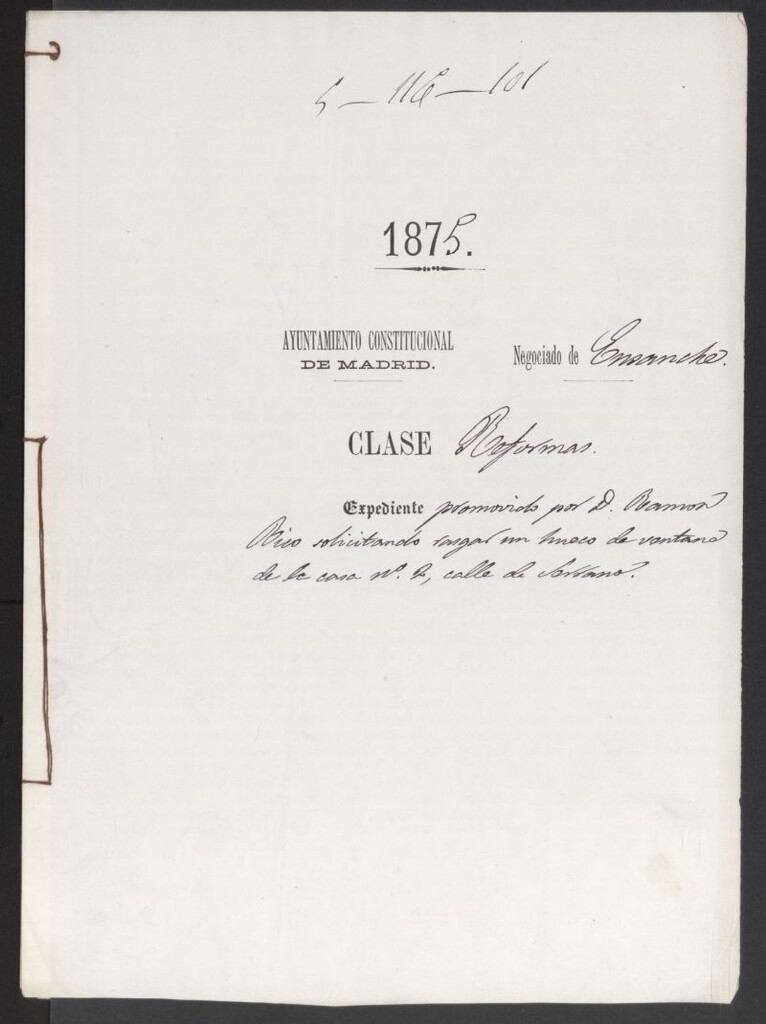 5-116-101
1875.
AYUNTAMIENTO CONSTITUCIONAL
DE MADRID.
Negociado de Ensanche.
CLASE Reformas.
Expediente promovido por D. Ramon
Rico solicitando rasgar un hueco de ventana
de la casa nº. 2, calle de Serrano.